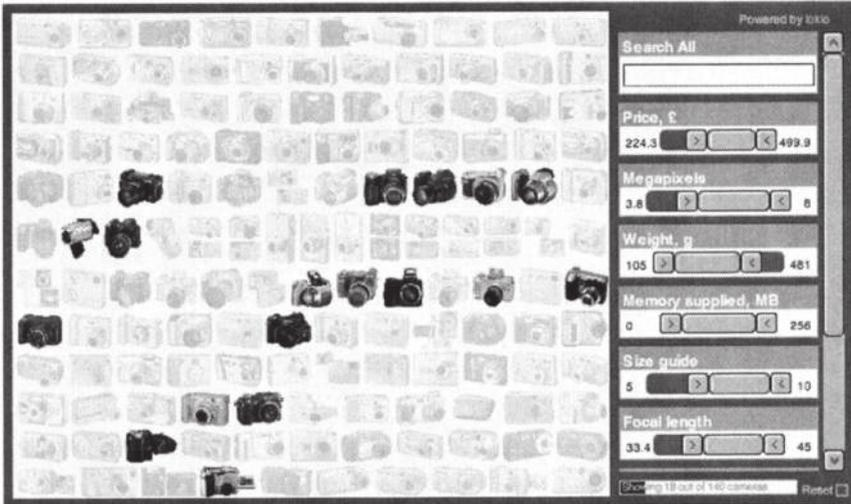 Powered by lokio
Search All
Price, £
224.3 499.9
Megapixels
3.8 8
Weight, g
105 481
Memory supplied, MB
0 256
Size guide
5 10
Focal length
33.4 45
Showing 18 out of 140 cameras
Reset